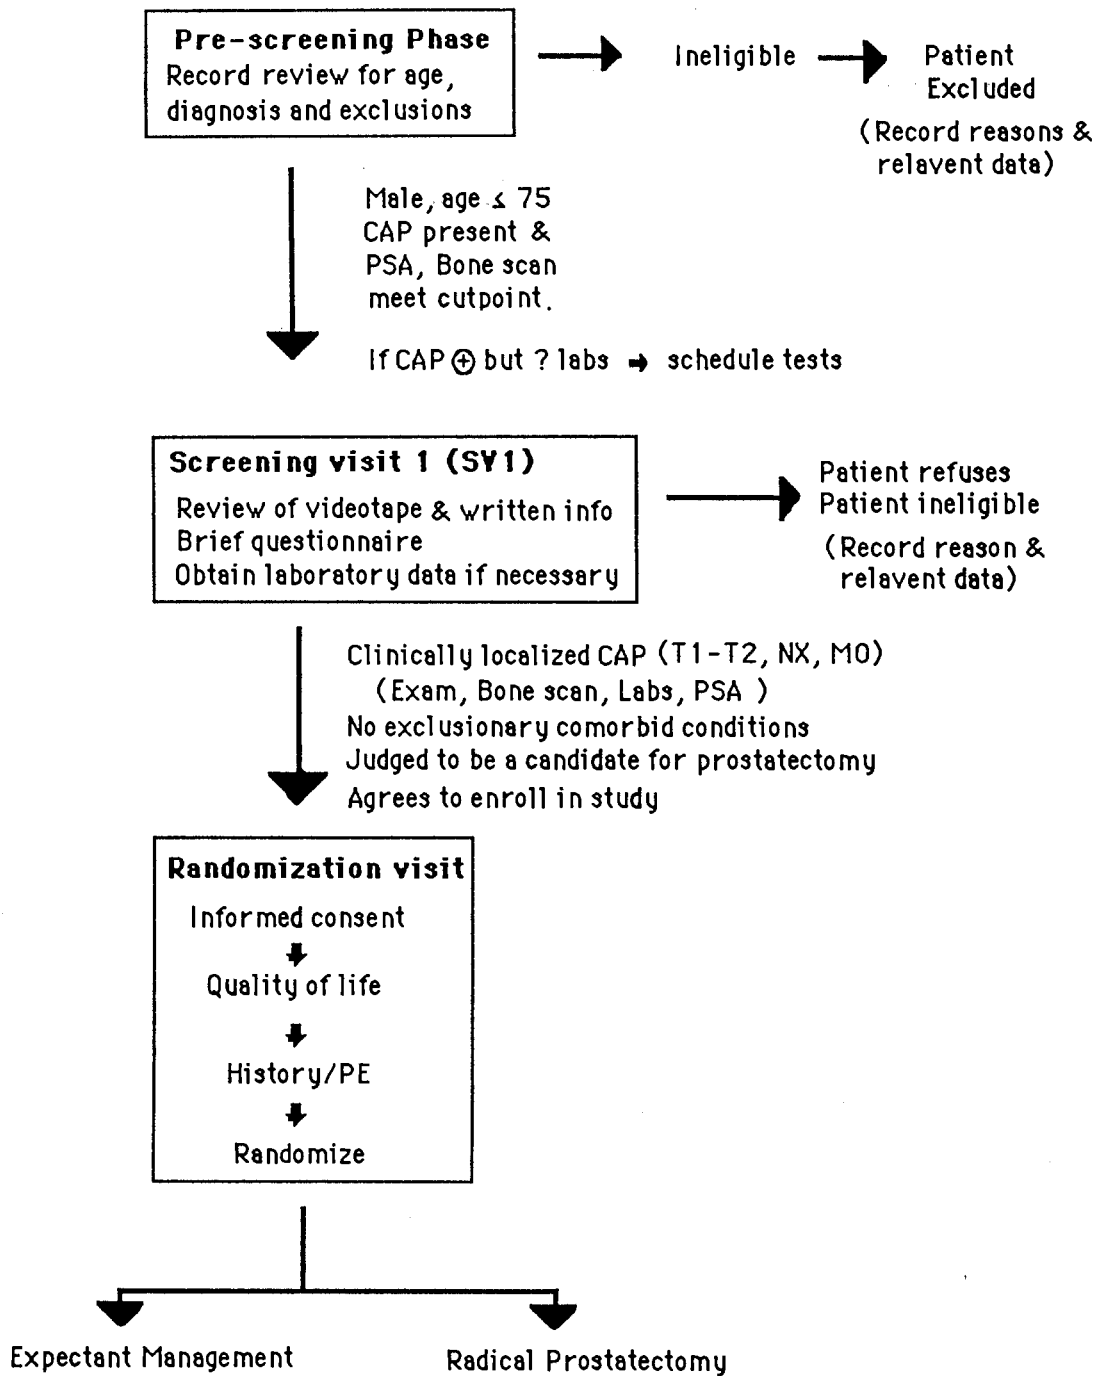 Pre-screening Phase
Record review for age,
diagnosis and exclusions
Ineligible
Patient
Excluded
(Record reasons &
relavent data)
Male, age ≤ 75
CAP present &
PSA, Bone scan
meet cutpoint.
If CAP ⊕ but ? labs → schedule tests
Screening visit 1 (SV1)
Review of videotape & written info
Brief questionnaire
Obtain laboratory data if necessary
Patient refuses
Patient ineligible
(Record reason &
relavent data)
Clinically localized CAP (T1-T2, NX, M0)
(Exam, Bone scan, Labs, PSA )
No exclusionary comorbid conditions
Judged to be a candidate for prostatectomy
Agrees to enroll in study
Randomization visit
Informed consent
Quality of life
History/PE
Randomize
Expectant Management
Radical Prostatectomy